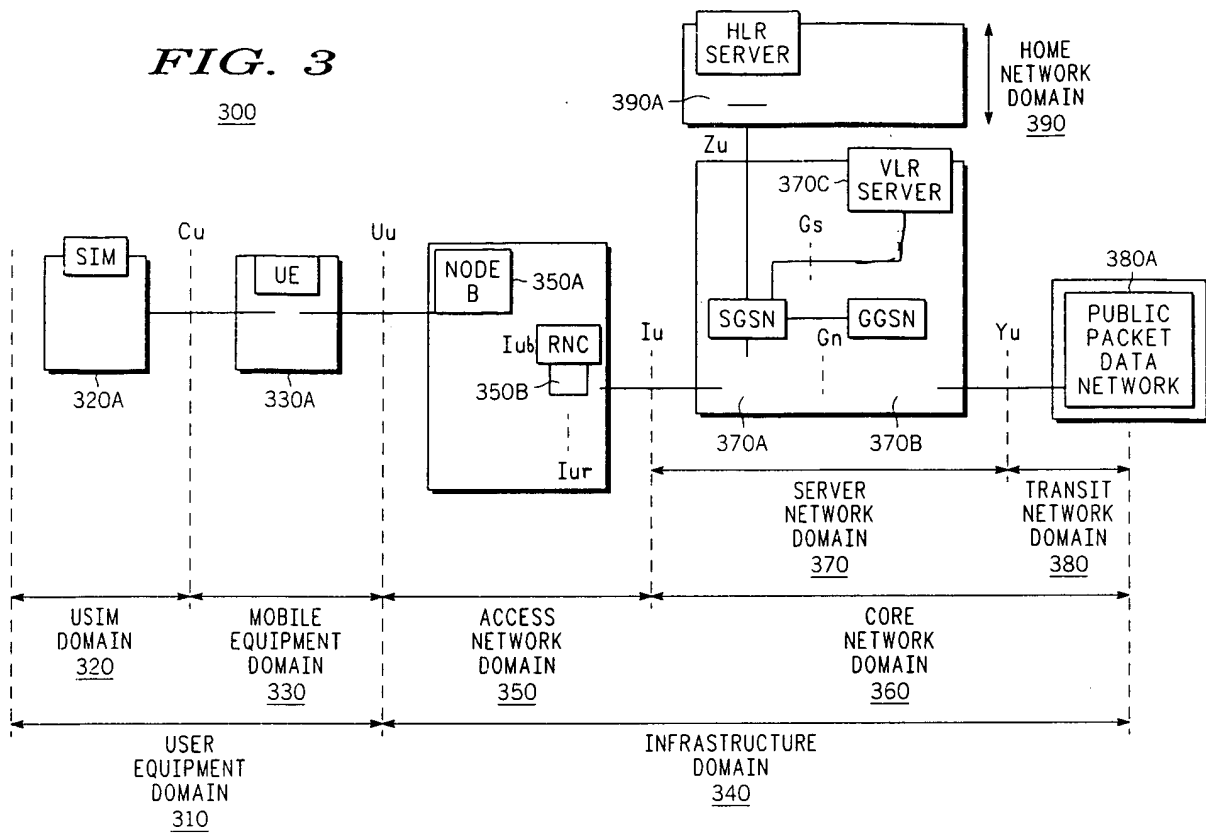 FIG. 3
300
HLR
SERVER
390A
HOME
NETWORK
DOMAIN
390
Zu
370C
VLR
SERVER
Gs
Cu
Uu
SIM
UE
NODE
B
350A
RNC
Iub
350B
Iur
320A
330A
Iu
SGSN
GGSN
Gn
370A
370B
Yu
380A
PUBLIC
PACKET
DATA
NETWORK
SERVER
NETWORK
DOMAIN
370
TRANSIT
NETWORK
DOMAIN
380
USIM
DOMAIN
320
MOBILE
EQUIPMENT
DOMAIN
330
ACCESS
NETWORK
DOMAIN
350
CORE
NETWORK
DOMAIN
360
USER
EQUIPMENT
DOMAIN
310
INFRASTRUCTURE
DOMAIN
340